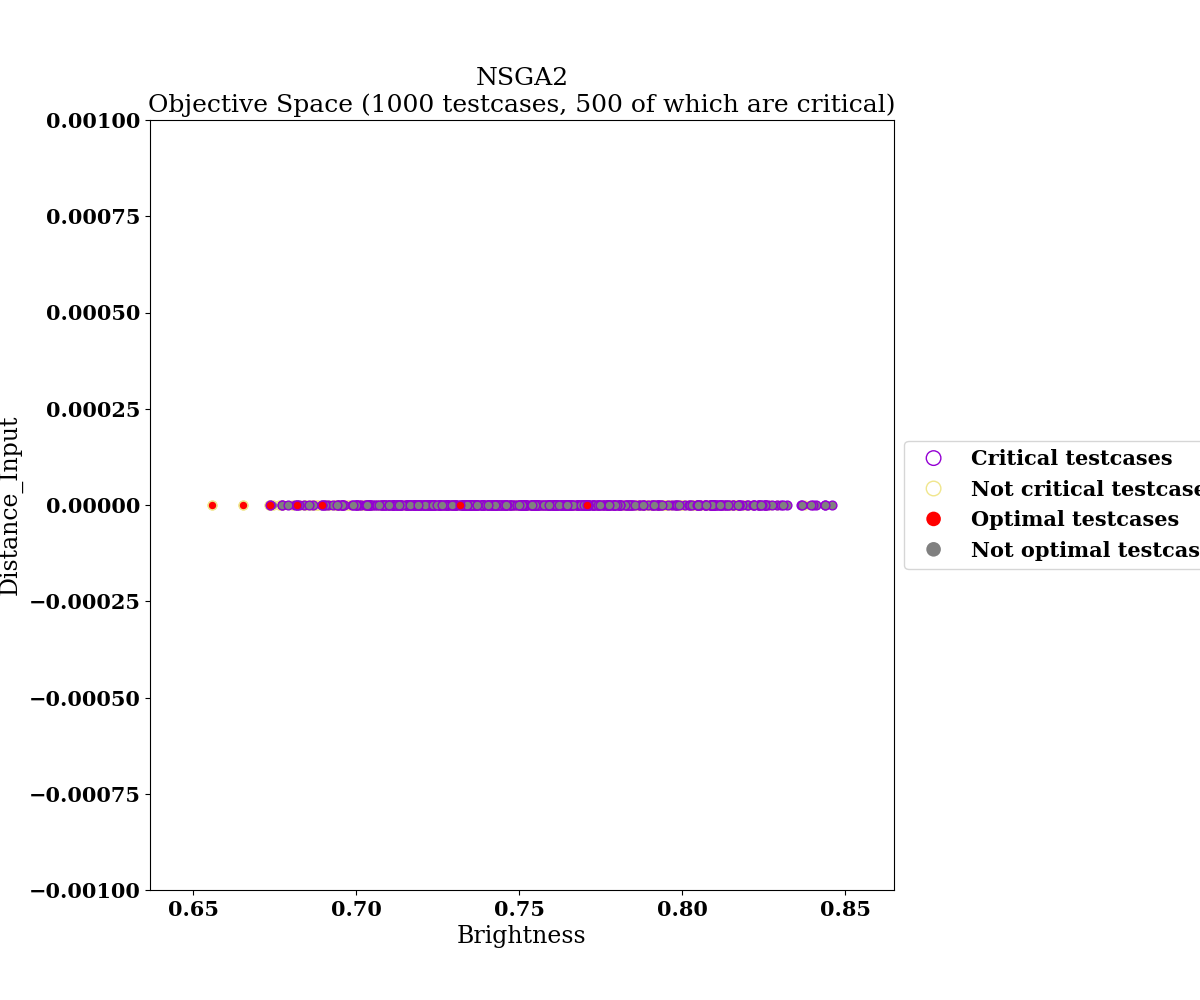 NSGA2
Objective Space (1000 testcases, 500 of which are critical)
0.00100
0.00075
0.00050
0.00025
0.00000
−0.00025
−0.00050
−0.00075
−0.00100
Distance_Input
0.65 0.70 0.75 0.80 0.85
Brightness
Critical testcases
Not critical testcase
Optimal testcases
Not optimal testcas